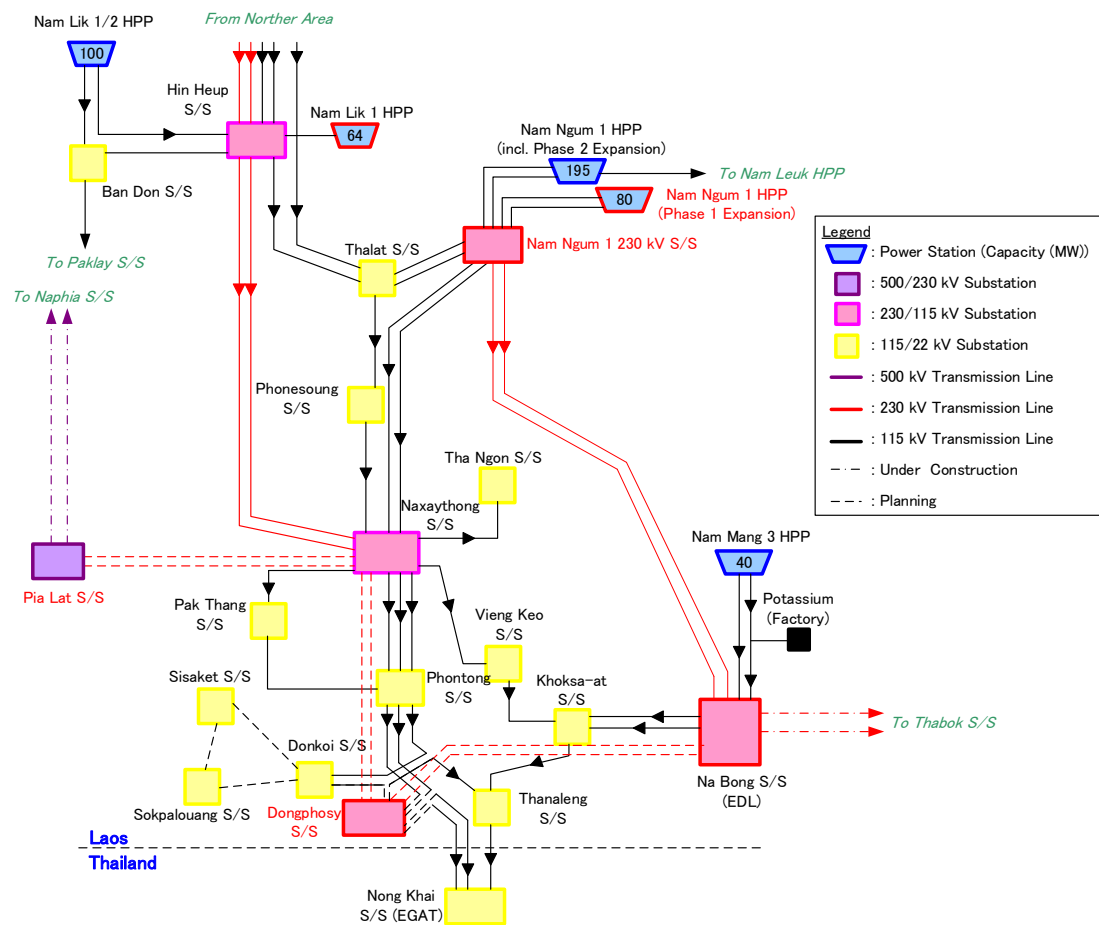 Nam Lik 1/2 HPP
100
From Norther Area
Hin Heup
S/S
Nam Lik 1 HPP
64
Ban Don S/S
To Paklay S/S
To Naphia S/S
Nam Ngum 1 HPP
(incl. Phase 2 Expansion)
195
To Nam Leuk HPP
80
Nam Ngum 1 HPP
(Phase 1 Expansion)
Thalat S/S
Nam Ngum 1 230 kV S/S
Legend
: Power Station (Capacity (MW))
: 500/230 kV Substation
: 230/115 kV Substation
: 115/22 kV Substation
: 500 kV Transmission Line
: 230 kV Transmission Line
: 115 kV Transmission Line
: Under Construction
: Planning
Phonesoung
S/S
Tha Ngon S/S
Naxaythong
S/S
Pia Lat S/S
Nam Mang 3 HPP
40
Potassium
(Factory)
Pak Thang
S/S
Vieng Keo
S/S
Sisaket S/S
Phontong
S/S
Khoksa-at
S/S
To Thabok S/S
Donkoi S/S
Na Bong S/S
(EDL)
Sokpalouang S/S
Dongphosy
S/S
Thanaleng
S/S
Laos
Thailand
Nong Khai
S/S (EGAT)